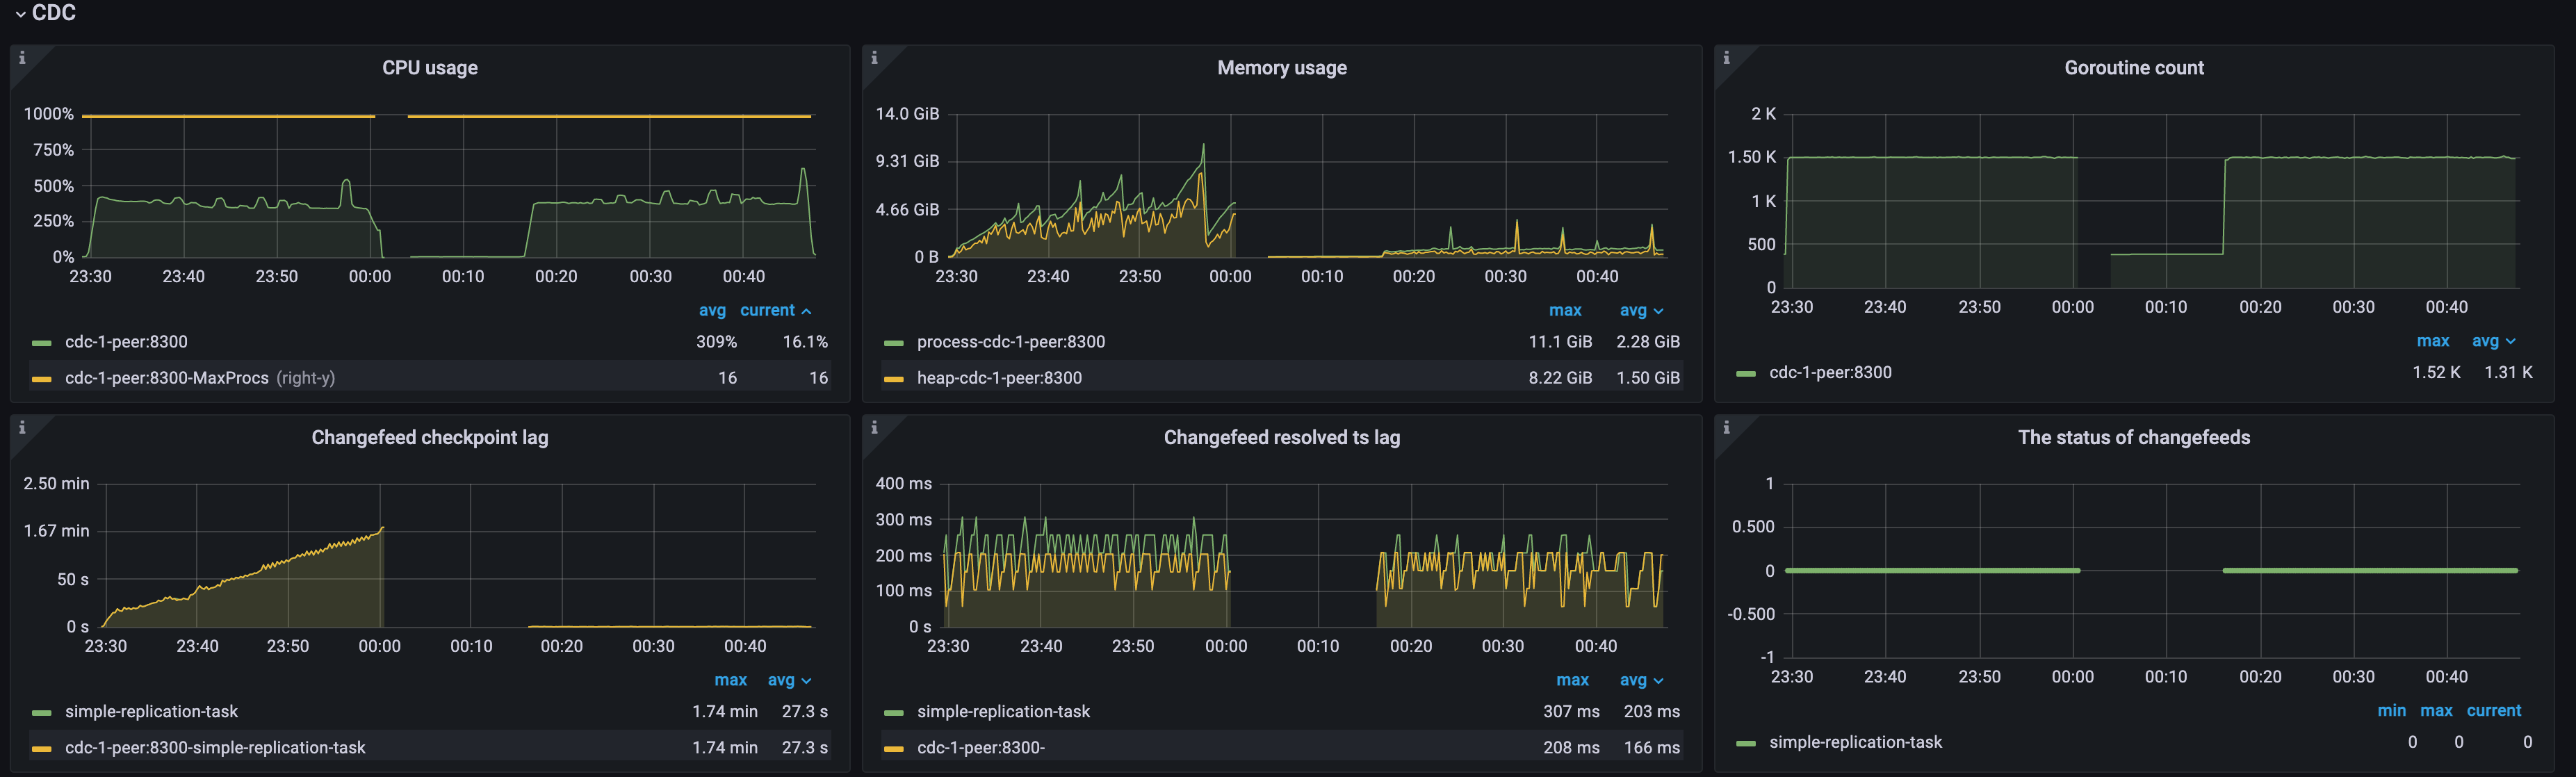 CDC
CPU usage
1000%
750%
500%
250%
0%
23:30 23:40 23:50 00:00 00:10 00:20 00:30 00:40
avg current
cdc-1-peer:8300 309% 16.1%
cdc-1-peer:8300-MaxProcs (right-y) 16 16
Memory usage
14.0 GiB
9.31 GiB
4.66 GiB
0 B
23:30 23:40 23:50 00:00 00:10 00:20 00:30 00:40
max avg
process-cdc-1-peer:8300 11.1 GiB 2.28 GiB
heap-cdc-1-peer:8300 8.22 GiB 1.50 GiB
Goroutine count
2 K
1.50 K
1 K
500
0
23:30 23:40 23:50 00:00 00:10 00:20 00:30 00:40
max avg
cdc-1-peer:8300 1.52 K 1.31 K
Changefeed checkpoint lag
2.50 min
1.67 min
50 s
0 s
23:30 23:40 23:50 00:00 00:10 00:20 00:30 00:40
max avg
simple-replication-task 1.74 min 27.3 s
cdc-1-peer:8300-simple-replication-task 1.74 min 27.3 s
Changefeed resolved ts lag
400 ms
300 ms
200 ms
100 ms
0 s
23:30 23:40 23:50 00:00 00:10 00:20 00:30 00:40
max avg
simple-replication-task 307 ms 203 ms
cdc-1-peer:8300- 208 ms 166 ms
The status of changefeeds
1
0.500
0
-0.500
-1
23:30 23:40 23:50 00:00 00:10 00:20 00:30 00:40
min max current
simple-replication-task 0 0 0